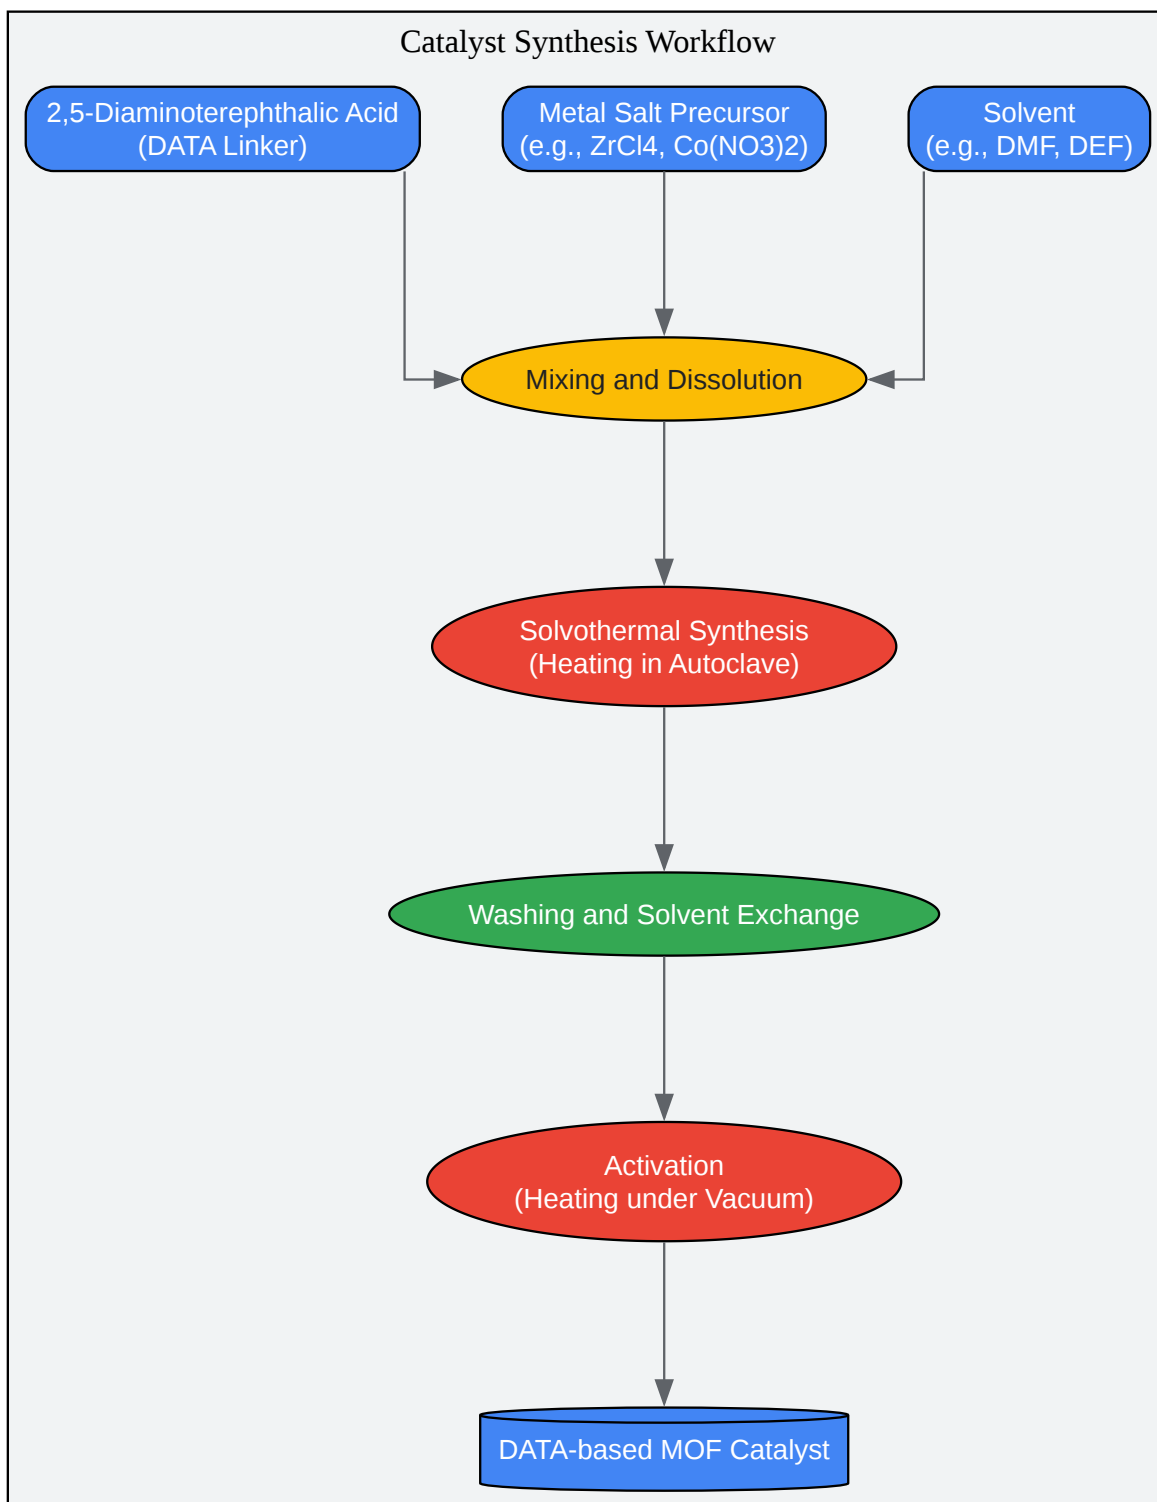 Catalyst Synthesis Workflow
2,5-Diaminoterephthalic Acid
(DATA Linker)
Metal Salt Precursor
(e.g., ZrCl4, Co(NO3)2)
Solvent
(e.g., DMF, DEF)
Mixing and Dissolution
Solvothermal Synthesis
(Heating in Autoclave)
Washing and Solvent Exchange
Activation
(Heating under Vacuum)
DATA-based MOF Catalyst